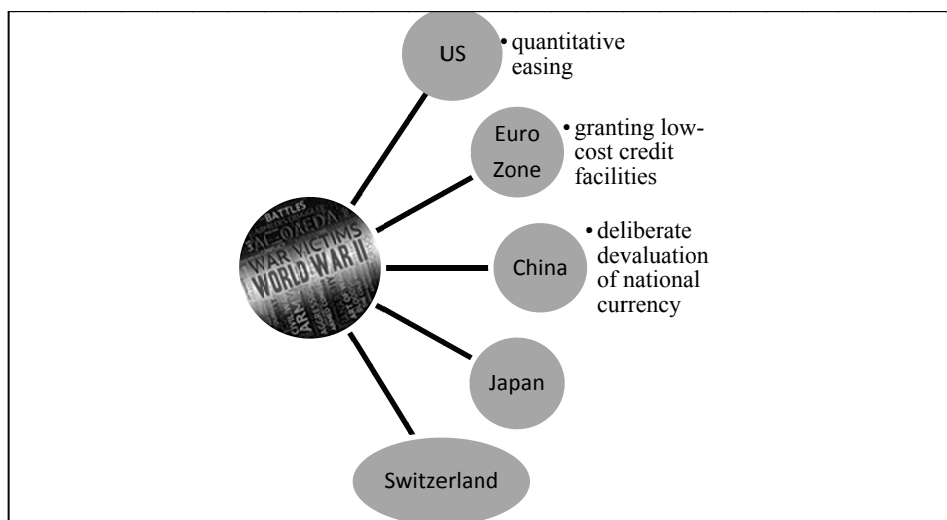 US
• quantitative
easing
Euro
Zone
• granting low-
cost credit
facilities
BATTLES
WAR VICTIMS
WORLD WAR II
China
• deliberate
devaluation
of national
currency
Japan
Switzerland